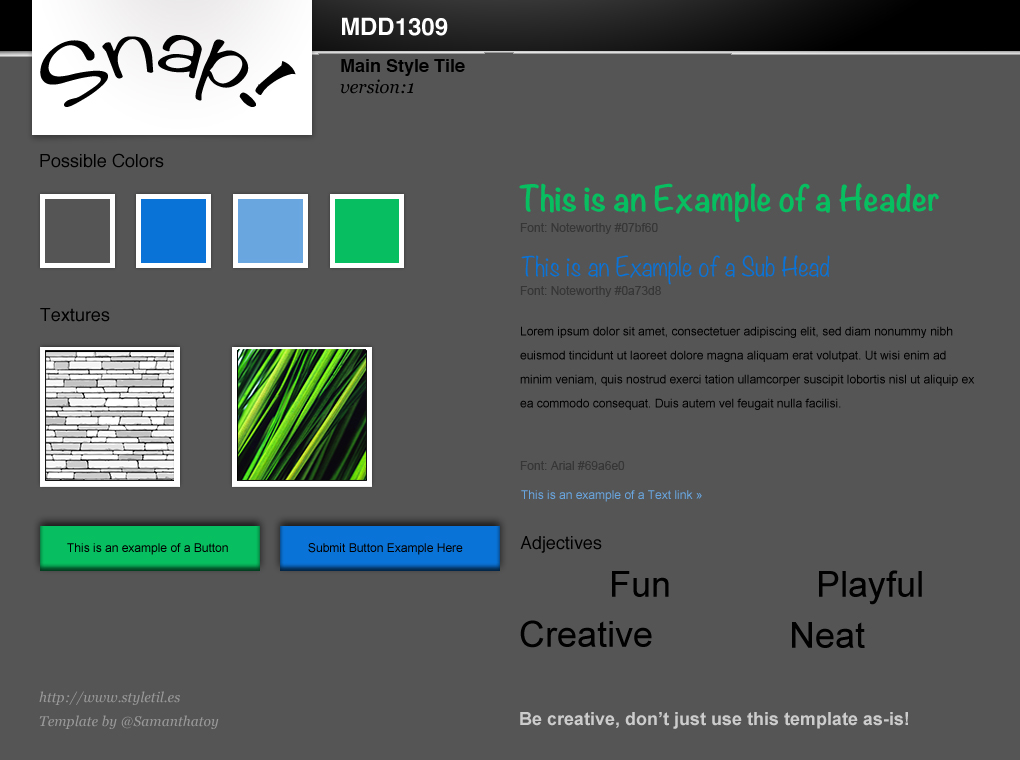 Snap!
MDD1309
Main Style Tile
version:1
Possible Colors
Textures
This is an example of a Button
Submit Button Example Here
http://www.styletil.es
Template by @Samanthatoy
This is an Example of a Header
Font: Noteworthy #07bf60
This is an Example of a Sub Head
Font: Noteworthy #0a73d8
Lorem ipsum dolor sit amet, consectetuer adipiscing elit, sed diam nonummy nibh
euismod tincidunt ut laoreet dolore magna aliquam erat volutpat. Ut wisi enim ad
minim veniam, quis nostrud exerci tation ullamcorper suscipit lobortis nisl ut aliquip ex
ea commodo consequat. Duis autem vel feugait nulla facilisi.
Font: Arial #69a6e0
This is an example of a Text link »
Adjectives
Fun Playful
Creative Neat
Be creative, don’t just use this template as-is!